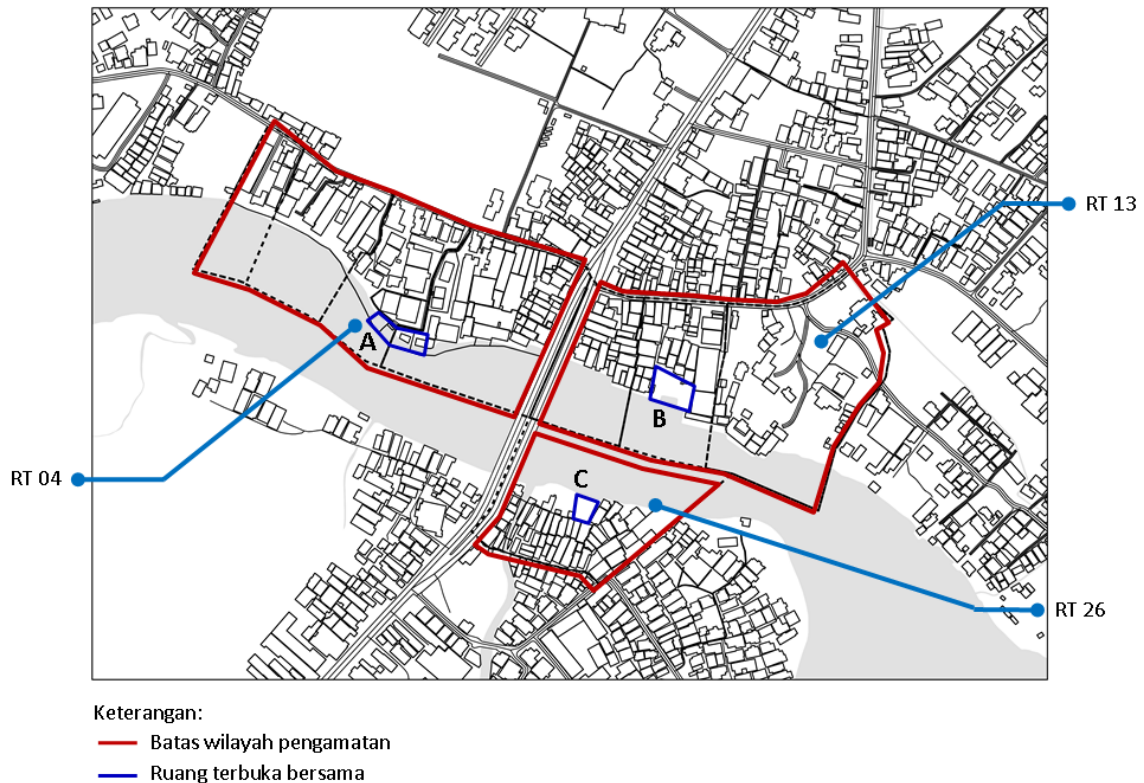 RT 13
A
B
RT 04
C
RT 26
Keterangan:
Batas wilayah pengamatan
Ruang terbuka bersama